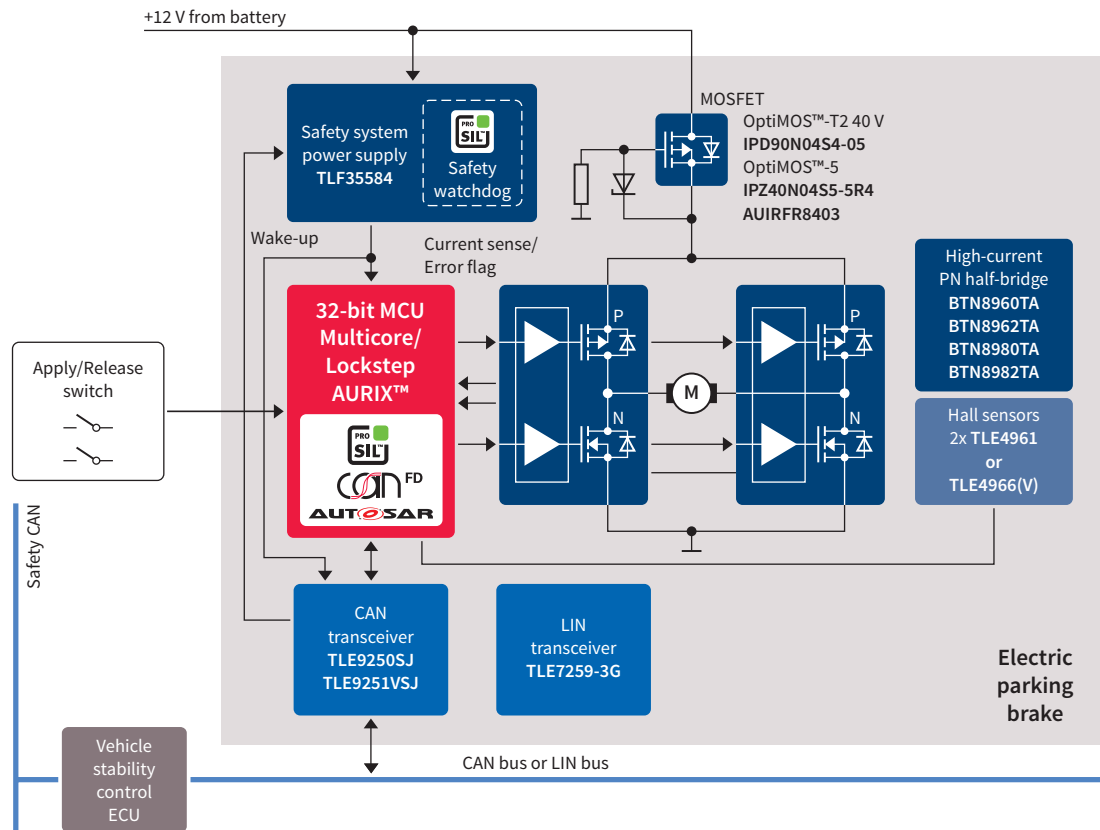 +12 V from battery
Safety system
power supply
TLF35584
PRO
SIL™
Safety
watchdog
MOSFET
OptiMOS™-T2 40 V
IPD90N04S4-05
OptiMOS™-5
IPZ40N04S5-5R4
AUIRFR8403
Wake-up
Current sense/
Error flag
32-bit MCU
Multicore/
Lockstep
AURIX™
PRO
SIL™
CAN FD
AUTOSAR
P
N
M
P
N
High-current
PN half-bridge
BTN8960TA
BTN8962TA
BTN8980TA
BTN8982TA
Hall sensors
2x TLE4961
or
TLE4966(V)
Apply/Release
switch
Safety CAN
CAN
transceiver
TLE9250SJ
TLE9251VSJ
LIN
transceiver
TLE7259-3G
Electric
parking
brake
Vehicle
stability
control
ECU
CAN bus or LIN bus